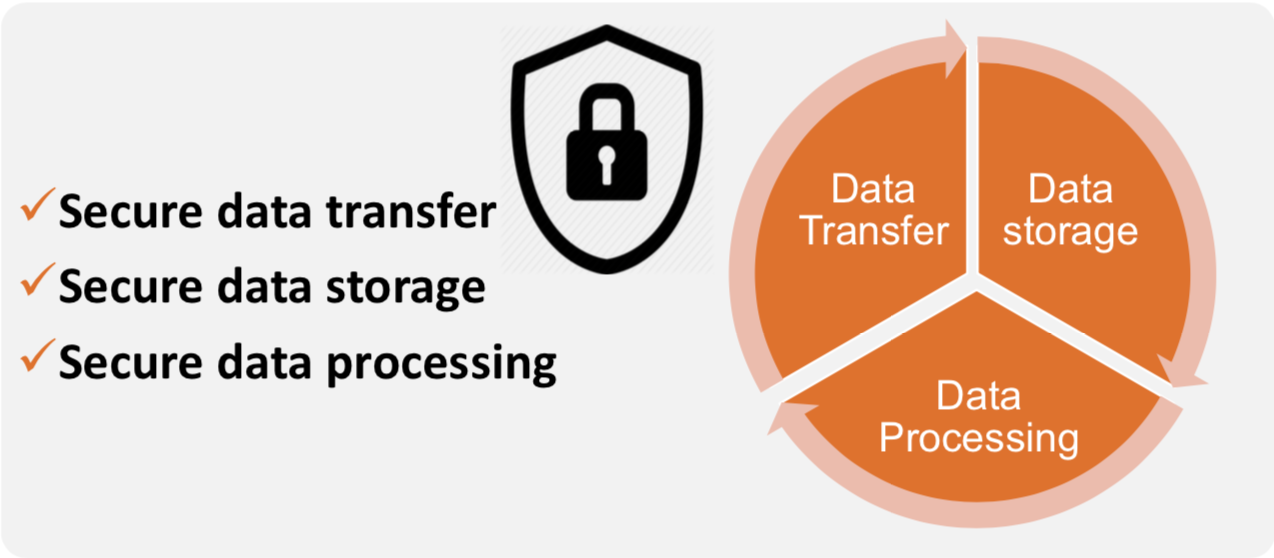 Secure data transfer
Secure data storage
Secure data processing
Data
Transfer
Data
storage
Data
Processing